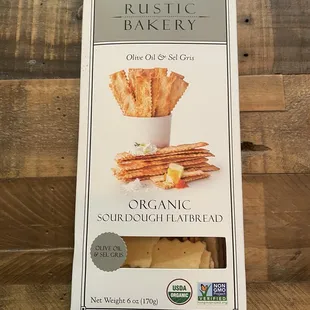 RUSTIC
BAKERY
Olive Oil & Sel Gris
ORGANIC
SOURDOUGH FLATBREAD
OLIVE OIL
& SEL GRIS
Net Weight 6 oz (170g)
USDA
ORGANIC
NON
GMO
VERIFIED